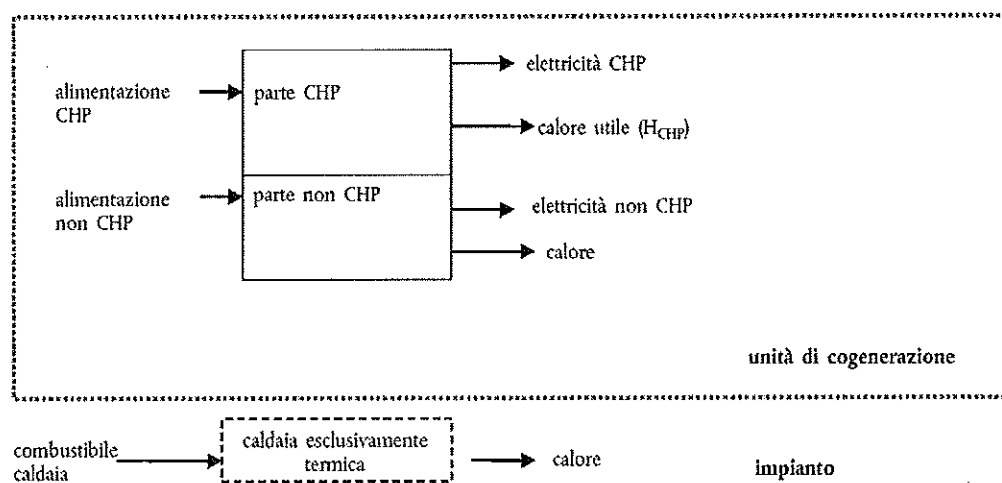 elettricità CHP
alimentazione
CHP
parte CHP
calore utile (HCHP)
alimentazione
non CHP
parte non CHP
elettricità non CHP
calore
unità di cogenerazione
combustibile
caldaia
caldaia esclusivamente
termica
calore
impianto